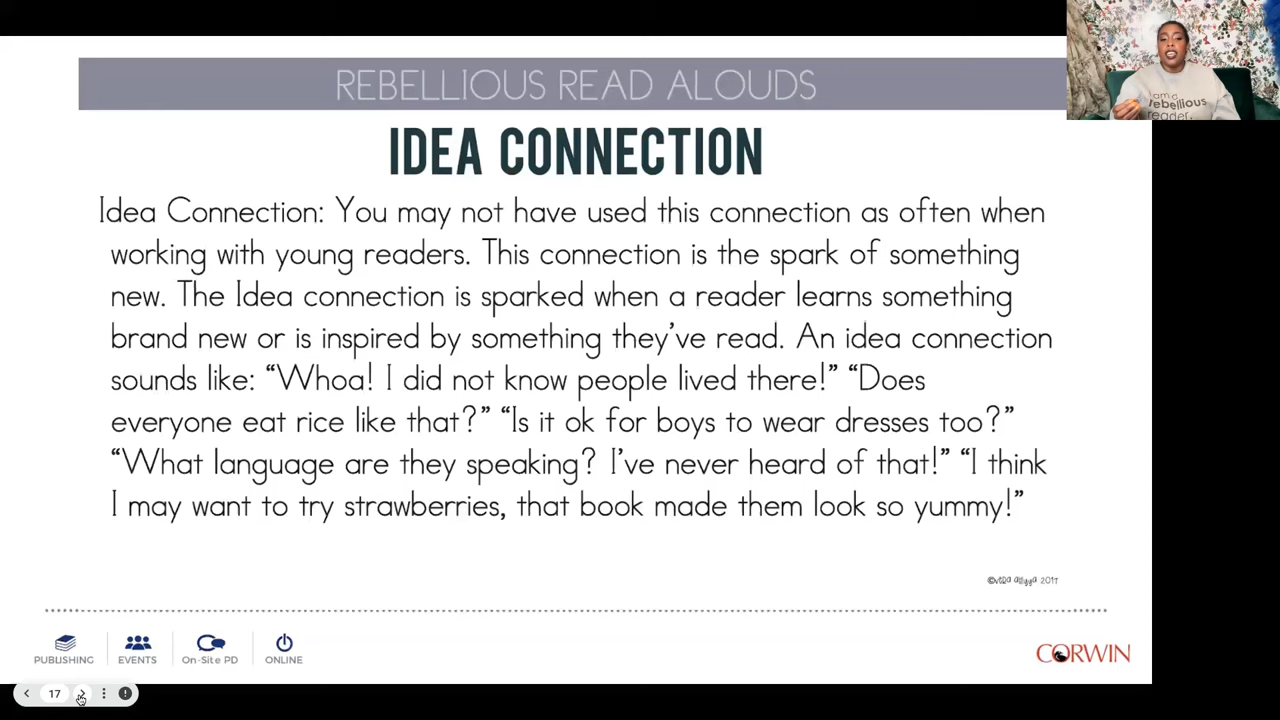 REBELLIOUS READ ALOUDS
IDEA CONNECTION
Idea Connection: You may not have used this connection as often when
working with young readers. This connection is the spark of something
new. The Idea connection is sparked when a reader learns something
brand new or is inspired by something they've read. An idea connection
sounds like: “Whoa! I did not know people lived there!” “Does
everyone eat rice like that?” “Is it ok for boys to wear dresses too?”
“What language are they speaking? I've never heard of that!” “I think
I may want to try strawberries, that book made them look so yummy!”
2017
PUBLISHING
EVENTS
On-Site PD
ONLINE
CORWIN
17
I am a
rebellious
reader.